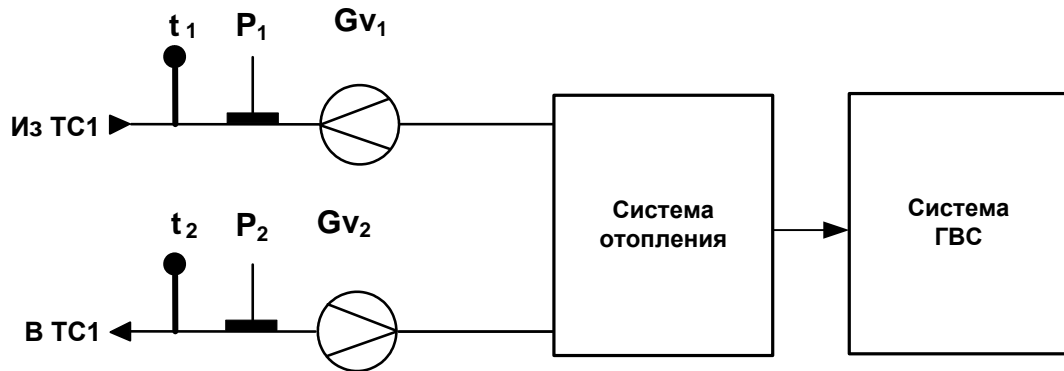 t 1 P1 Gv1
Из ТС1
t 2 P2 Gv2
В ТС1
Система
отопления
Система
ГВС